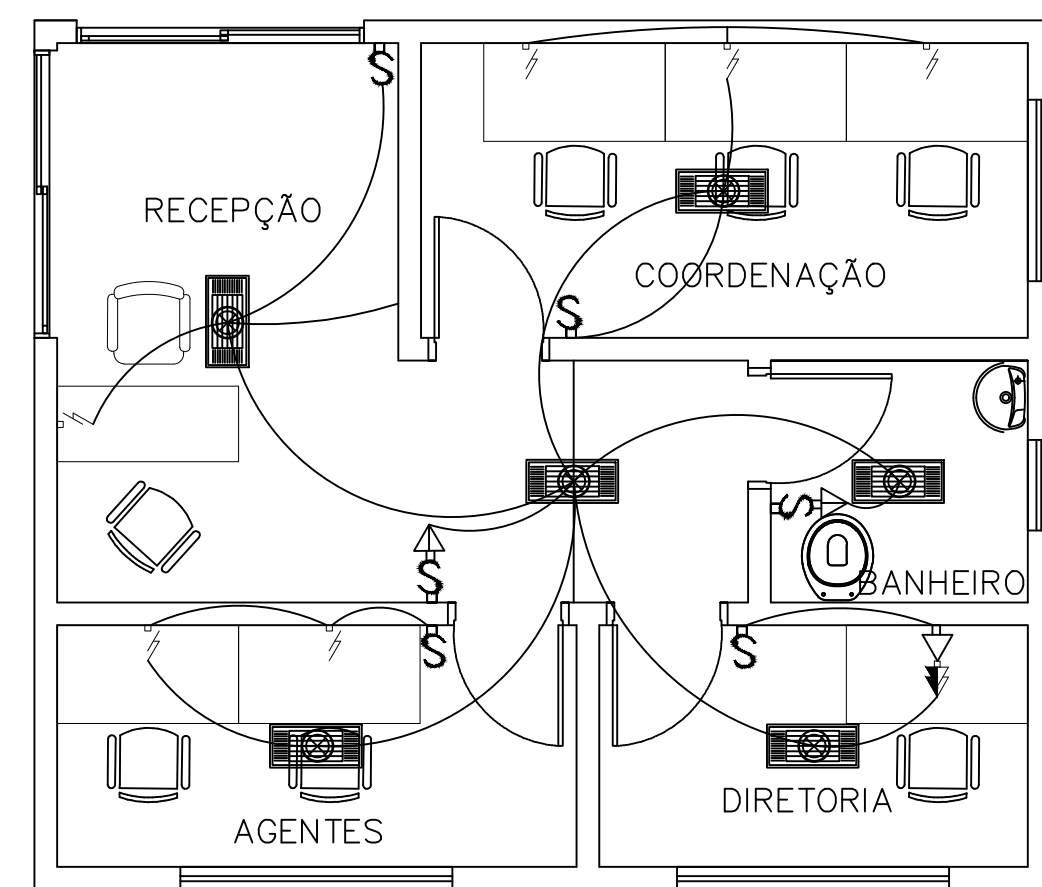 S
RECEPÇÃO
COORDENAÇÃO
S
S
BANHEIRO
S
S
S
DIRETORIA
AGENTES